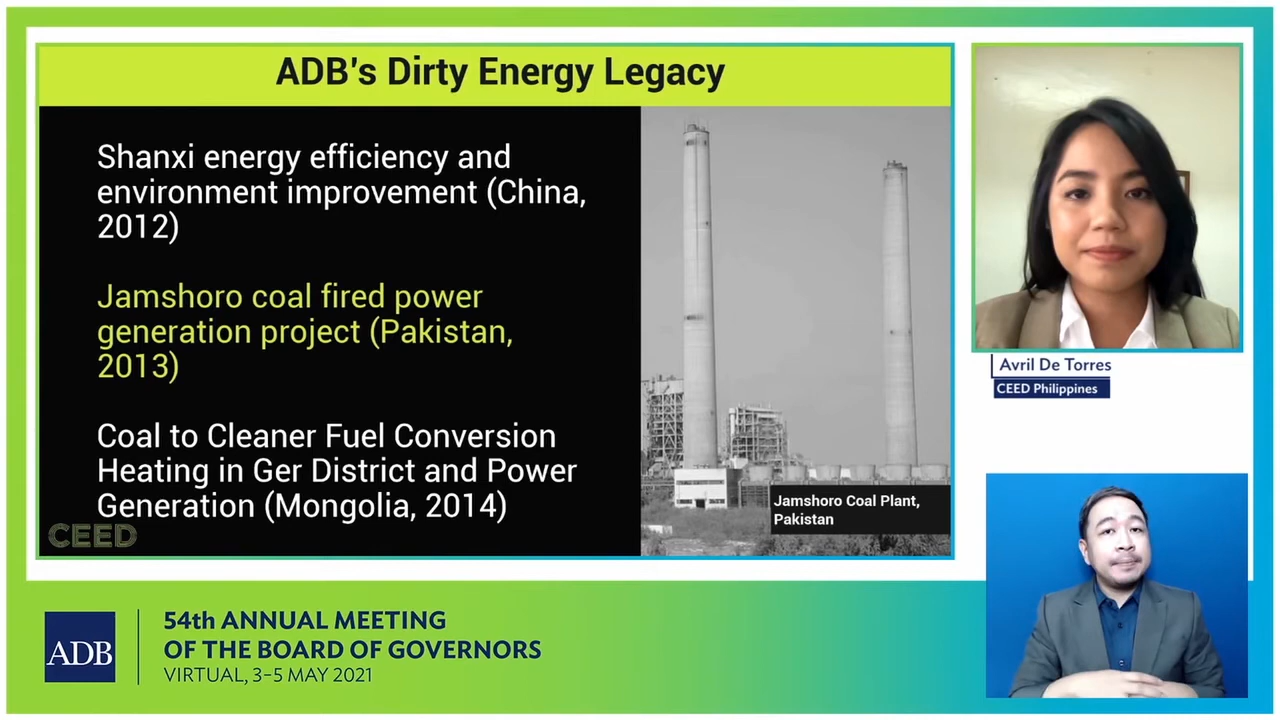 ADB's Dirty Energy Legacy
Shanxi energy efficiency and
environment improvement (China,
2012)
Jamshoro coal fired power
generation project (Pakistan,
2013)
Coal to Cleaner Fuel Conversion
Heating in Ger District and Power
Generation (Mongolia, 2014)
CEED
Jamshoro Coal Plant,
Pakistan
Avril De Torres
CEED Philippines
ADB
54th ANNUAL MEETING
OF THE BOARD OF GOVERNORS
VIRTUAL, 3–5 MAY 2021